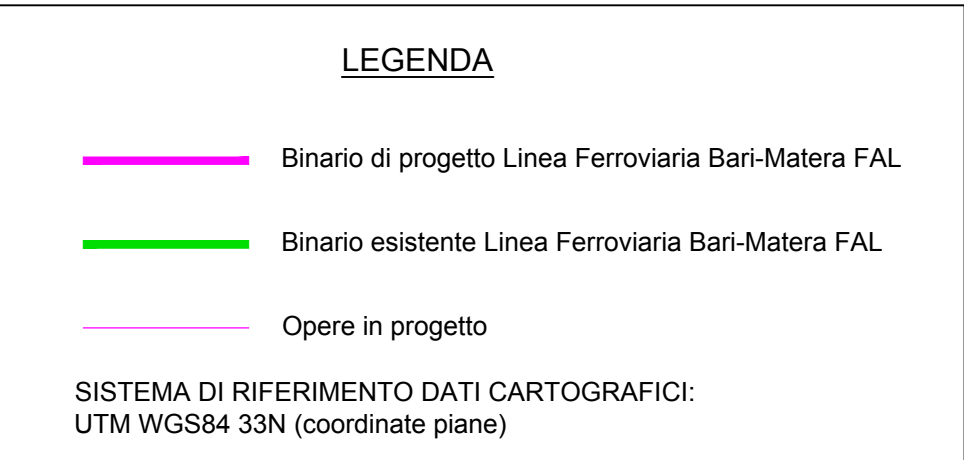 LEGENDA
Binario di progetto Linea Ferroviaria Bari-Matera FAL
Binario esistente Linea Ferroviaria Bari-Matera FAL
Opere in progetto
SISTEMA DI RIFERIMENTO DATI CARTOGRAFICI:
UTM WGS84 33N (coordinate piane)